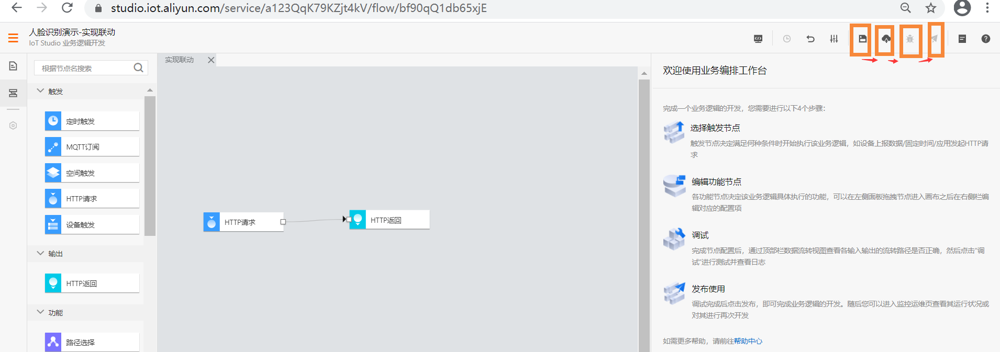 studio.iot.aliyun.com/service/a123QqK79KZjt4kV/flow/bf90qQ1db65xjE
人脸识别演示-实现联动
IoT Studio 业务逻辑开发
根据节点名搜索
触发
定时触发
MQTT订阅
空间触发
HTTP请求
设备触发
输出
HTTP返回
功能
路径选择
实现联动
HTTP请求
HTTP返回
欢迎使用业务编排工作台
完成一个业务逻辑的开发，您需要进行以下4个步骤：
选择触发节点
触发节点决定满足何种条件时开始执行该业务逻辑，如设备上报数据/固定时间/应用发起HTTP请
求
编辑功能节点
各功能节点决定该业务逻辑具体执行的功能，可以在左侧面板拖拽节点进入画布之后在右侧栏编
辑对应的配置项
调试
完成节点配置后，通过顶部栏数据流转视图查看各输入输出的流转路径是否正确，然后点击“调
试”进行测试并查看日志
发布使用
调试完成后点击发布，即可完成业务逻辑的开发。随后您可以进入监控运维页查看其运行状况或
对其进行再次开发
如需更多帮助，请前往帮助中心